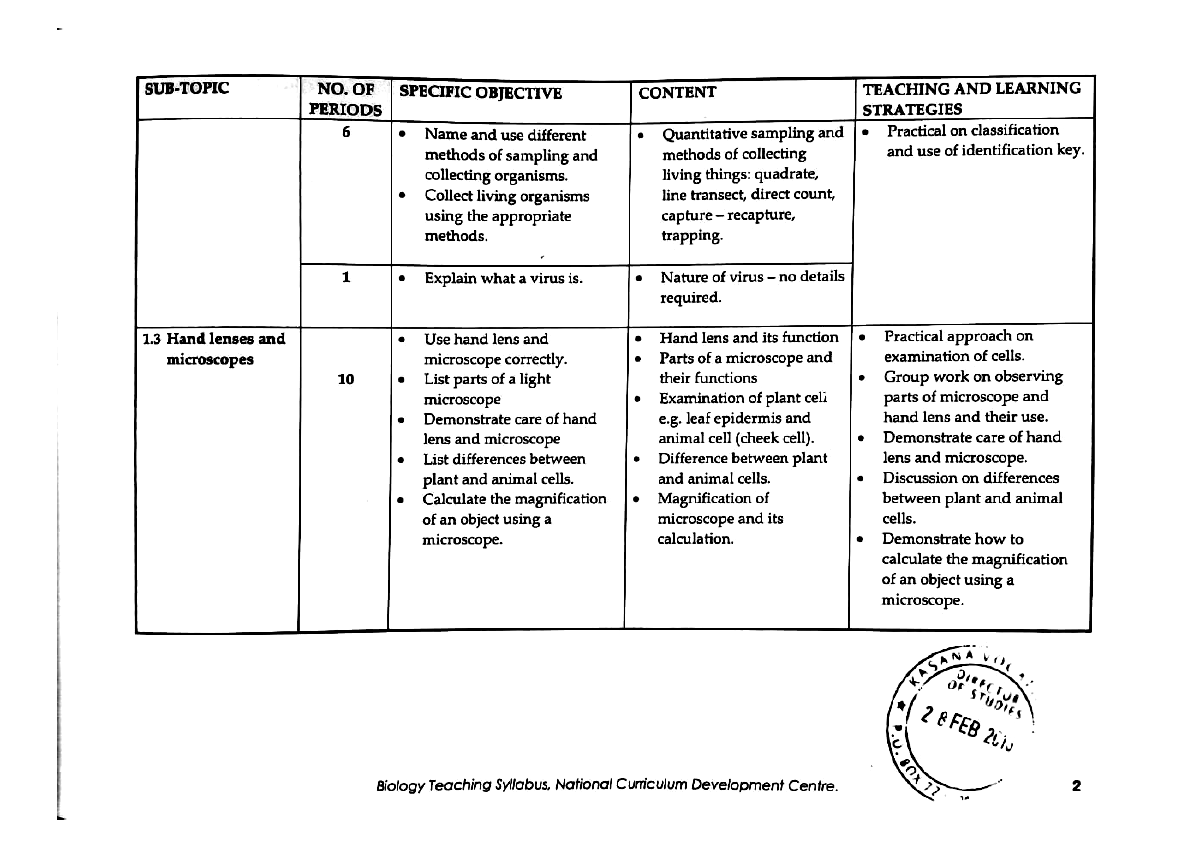 SUB-TOPIC
NO. OF
PERIODS
SPECIFIC OBJECTIVE
CONTENT
TEACHING AND LEARNING
STRATEGIES
6
• Name and use different
methods of sampling and
collecting organisms.
• Collect living organisms
using the appropriate
methods.
• Quantitative sampling and
methods of collecting
living things: quadrate,
line transect, direct count,
capture – recapture,
trapping.
• Practical on classification
and use of identification key.
1
• Explain what a virus is.
• Nature of virus – no details
required.
1.3 Hand lenses and
microscopes
10
• Use hand lens and
microscope correctly.
• List parts of a light
microscope
• Demonstrate care of hand
lens and microscope
• List differences between
plant and animal cells.
• Calculate the magnification
of an object using a
microscope.
• Hand lens and its function
• Parts of a microscope and
their functions
• Examination of plant cell
e.g. leaf epidermis and
animal cell (cheek cell).
• Difference between plant
and animal cells.
• Magnification of
microscope and its
calculation.
• Practical approach on
examination of cells.
• Group work on observing
parts of microscope and
hand lens and their use.
• Demonstrate care of hand
lens and microscope.
• Discussion on differences
between plant and animal
cells.
• Demonstrate how to
calculate the magnification
of an object using a
microscope.
KASANA
DIRECTOR
OF STUDIES
28 FEB
P.O. BOX
Biology Teaching Syllabus, National Curriculum Development Centre.
2